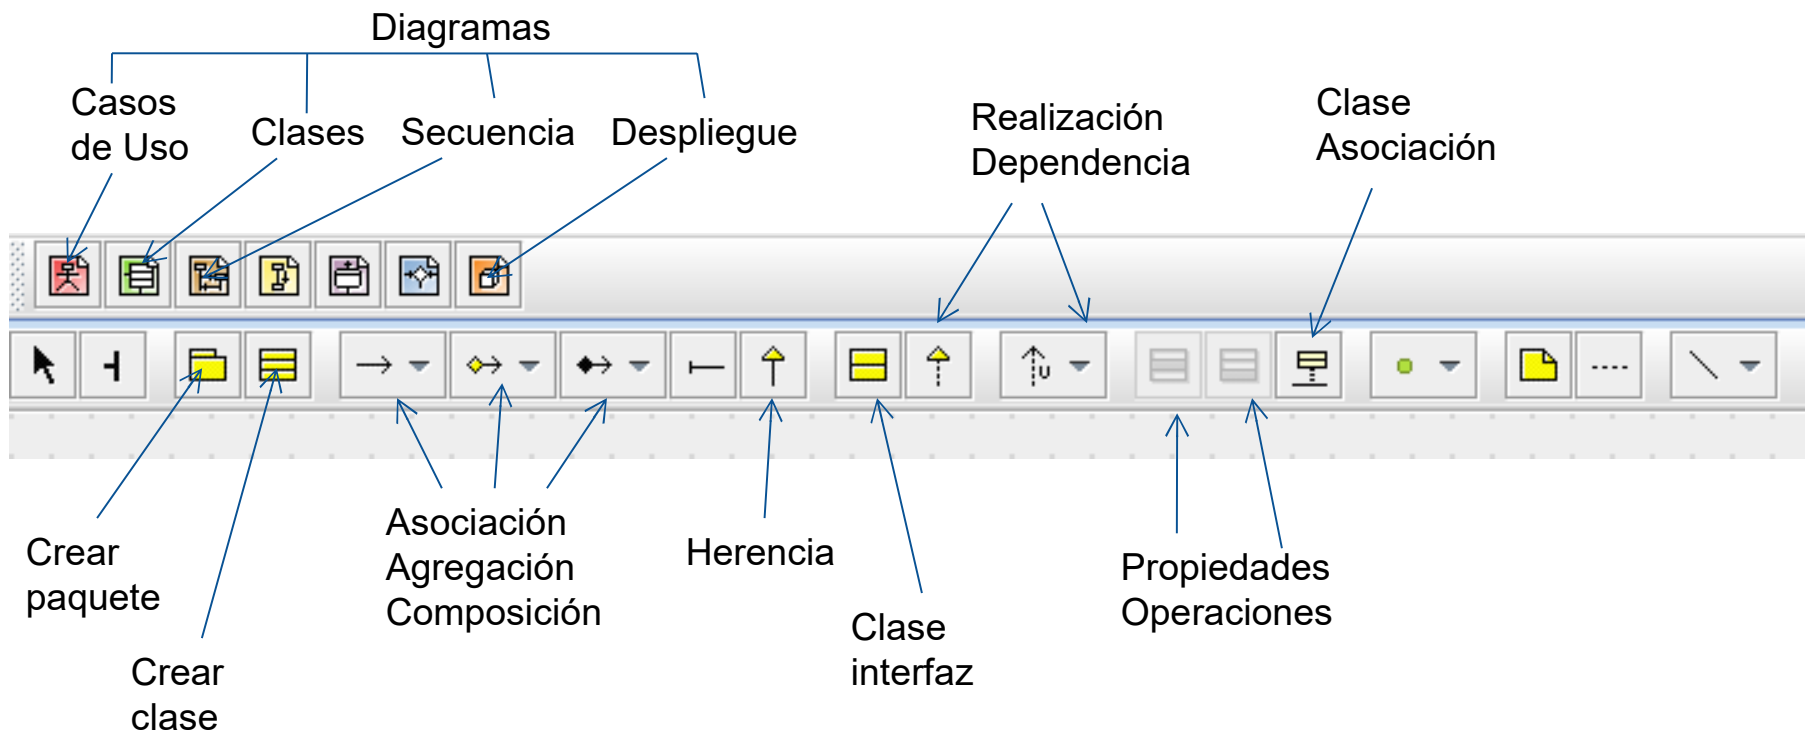 Diagramas
Casos
de Uso
Clases
Secuencia
Despliegue
Realización
Dependencia
Clase
Asociación
U
Crear
paquete
Crear
clase
Asociación
Agregación
Composición
Herencia
Clase
interfaz
Propiedades
Operaciones